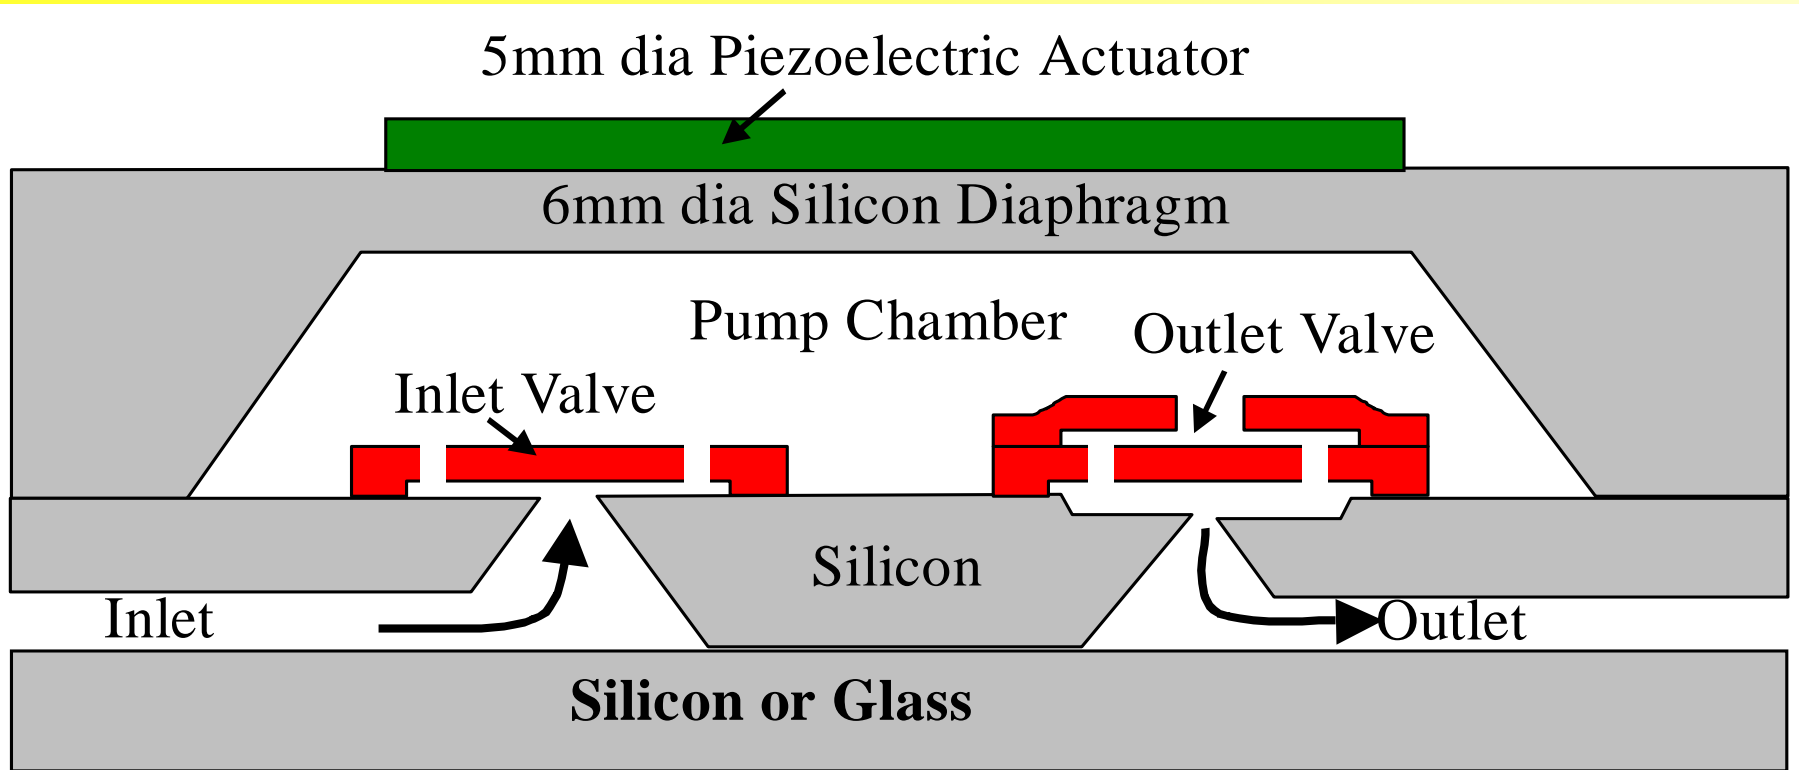 5mm dia Piezoelectric Actuator
6mm dia Silicon Diaphragm
Pump Chamber
Outlet Valve
Inlet Valve
Silicon
Inlet
Outlet
Silicon or Glass